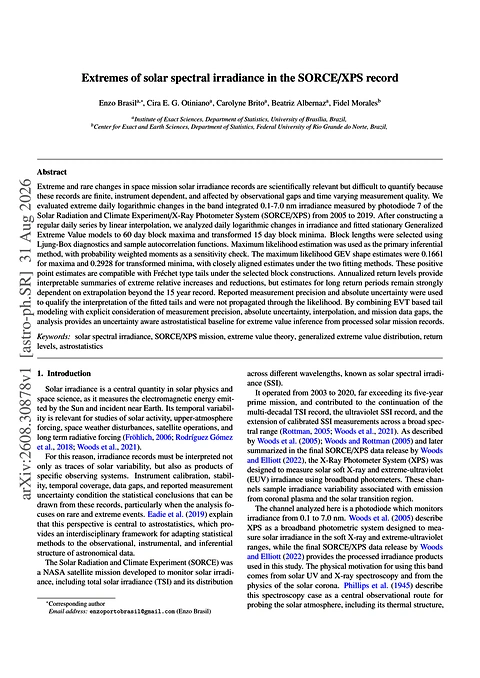 Extremes of solar spectral irradiance in the SORCE/XPS record
Enzo Brasilᵃ,*, Cira E. G. Otinianoᵃ, Carolyne Britoᵃ, Beatriz Albernazᵃ, Fidel Moralesᵇ
ᵃInstitute of Exact Sciences, Department of Statistics, University of Brasília, Brazil,
ᵇCenter for Exact and Earth Sciences, Department of Statistics, Federal University of Rio Grande do Norte, Brazil,
Abstract
Extreme and rare changes in space mission solar irradiance records are scientifically relevant but difficult to quantify because
these records are finite, instrument dependent, and affected by observational gaps and time varying measurement quality. We
evaluated extreme daily logarithmic changes in the band integrated 0.1-7.0 nm irradiance measured by photodiode 7 of the
Solar Radiation and Climate Experiment/X-Ray Photometer System (SORCE/XPS) from 2005 to 2019. After constructing a
regular daily series by linear interpolation, we analyzed daily logarithmic changes in irradiance and fitted stationary Generalized
Extreme Value models to 60 day block maxima and transformed 15 day block minima. Block lengths were selected using
Ljung-Box diagnostics and sample autocorrelation functions. Maximum likelihood estimation was used as the primary inferential
method, with probability weighted moments as a sensitivity check. The maximum likelihood GEV shape estimates were 0.1661
for maxima and 0.2928 for transformed minima, with closely aligned estimates under the two fitting methods. These positive
point estimates are compatible with Fréchet type tails under the selected block constructions. Annualized return levels provide
interpretable summaries of extreme relative increases and reductions, but estimates for long return periods remain strongly
dependent on extrapolation beyond the 15 year record. Reported measurement precision and absolute uncertainty were used
to qualify the interpretation of the fitted tails and were not propagated through the likelihood. By combining EVT based tail
modeling with explicit consideration of measurement precision, absolute uncertainty, interpolation, and mission data gaps, the
analysis provides an uncertainty aware astrostatistical baseline for extreme value inference from processed solar mission records.
Keywords: solar spectral irradiance, SORCE/XPS mission, extreme value theory, generalized extreme value distribution, return
levels, astrostatistics
1. Introduction
Solar irradiance is a central quantity in solar physics and
space science, as it measures the electromagnetic energy emit-
ted by the Sun and incident near Earth. Its temporal variabil-
ity is relevant for studies of solar activity, upper-atmosphere
forcing, space weather disturbances, satellite operations, and
long term radiative forcing (Fröhlich, 2006; Rodríguez Gómez
et al., 2018; Woods et al., 2021).
For this reason, irradiance records must be interpreted not
only as traces of solar variability, but also as products of
specific observing systems. Instrument calibration, stabil-
ity, temporal coverage, data gaps, and reported measurement
uncertainty condition the statistical conclusions that can be
drawn from these records, particularly when the analysis fo-
cuses on rare and extreme events. Eadie et al. (2019) explain
that this perspective is central to astrostatistics, which pro-
vides an interdisciplinary framework for adapting statistical
methods to the observational, instrumental, and inferential
structure of astronomical data.
The Solar Radiation and Climate Experiment (SORCE) was
a NASA satellite mission developed to monitor solar irradi-
ance, including total solar irradiance (TSI) and its distribution
*Corresponding author
Email address: enzoportobrasil@gmail.com (Enzo Brasil)
across different wavelengths, known as solar spectral irradi-
ance (SSI).
It operated from 2003 to 2020, far exceeding its five-year
prime mission, and contributed to the continuation of the
multi-decadal TSI record, the ultraviolet SSI record, and the
extension of calibrated SSI measurements across a broad spec-
tral range (Rottman, 2005; Woods et al., 2021). As described
by Woods et al. (2005); Woods and Rottman (2005) and later
summarized in the final SORCE/XPS data release by Woods
and Elliott (2022), the X-Ray Photometer System (XPS) was
designed to measure solar soft X-ray and extreme-ultraviolet
(EUV) irradiance using broadband photometers. These chan-
nels sample irradiance variability associated with emission
from coronal plasma and the solar transition region.
The channel analyzed here is a photodiode which monitors
irradiance from 0.1 to 7.0 nm. Woods et al. (2005) describe
XPS as a broadband photometric system designed to mea-
sure solar irradiance in the soft X-ray and extreme-ultraviolet
ranges, while the final SORCE/XPS data release by Woods
and Elliott (2022) provides the processed irradiance products
used in this study. The physical motivation for using this band
comes from solar UV and X-ray spectroscopy and from the
physics of the solar corona. Phillips et al. (1945) describe
this spectroscopy case as a central observational route for
probing the solar atmosphere, including its thermal structure,
arXiv:2608.30878v1 [astro-ph.SR] 31 Aug 2026